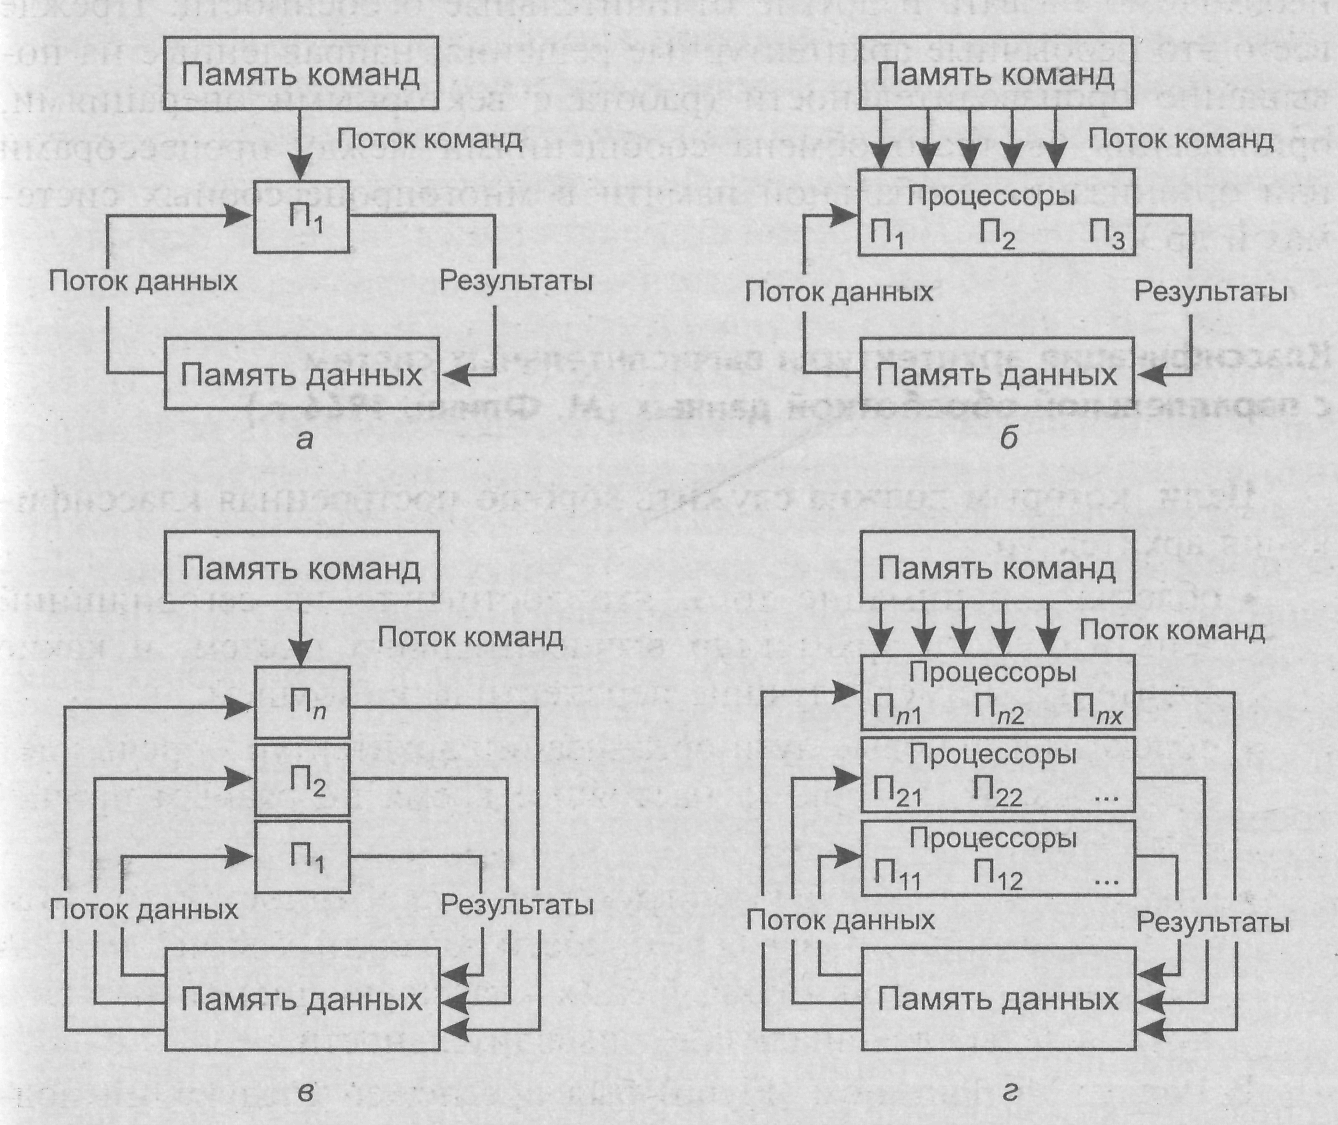 Память команд
Поток команд
П1
Поток данных
Результаты
Память данных
а
Память команд
Поток команд
Процессоры
П1 П2 П3
Поток данных
Результаты
Память данных
б
Память команд
Поток команд
Пn
П2
П1
Поток данных
Результаты
Память данных
в
Память команд
Поток команд
Процессоры
Пn1 Пn2 Пnx
Процессоры
П21 П22 ...
Процессоры
П11 П12 ...
Поток данных
Результаты
Память данных
г